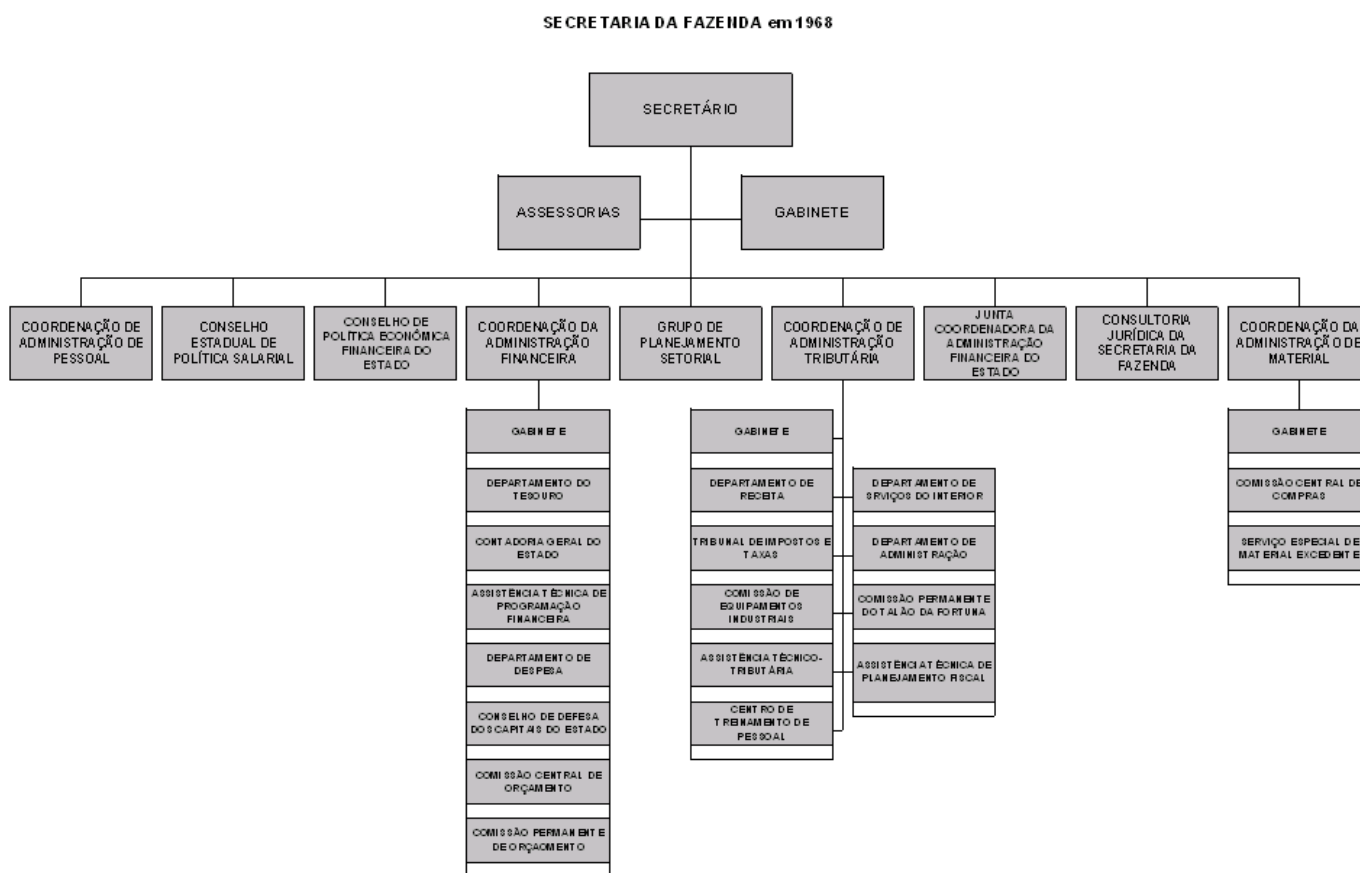 SECRETARIA DA FAZENDA em 1968
SECRETÁRIO
ASSESSORIAS
GABINETE
COORDENAÇÃO DE
ADMINISTRAÇÃO DE
PESSOAL
CONSELHO
ESTADUAL DE
POLÍTICA SALARIAL
CONSELHO DE
POLÍTICA ECONÔMICA
FINANCEIRA DO
ESTADO
COORDENAÇÃO DA
ADMINISTRAÇÃO
FINANCEIRA
GRUPO DE
PLANEJAMENTO
SETORIAL
COORDENAÇÃO DE
ADMINISTRAÇÃO
TRIBUTÁRIA
JUNTA
COORDENADORA DA
ADMINISTRAÇÃO
FINANCEIRA DO
ESTADO
CONSULTORIA
JURÍDICA DA
SECRETARIA DA
FAZENDA
COORDENAÇÃO DA
ADMINISTRAÇÃO DE
MATERIAL
GABINETE
DEPARTAMENTO DO
TESOURO
CONTADORIA GERAL DO
ESTADO
ASSISTÊNCIA TÉCNICA DE
PROGRAMAÇÃO
FINANCEIRA
DEPARTAMENTO DE
DESPESA
CONSELHO DE DEFESA
DOS CAPITAIS DO ESTADO
COMISSÃO CENTRAL DE
ORÇAMENTO
COMISSÃO PERMANENTE
DE ORÇAOMENTO
GABINETE
DEPARTAMENTO DE
RECEITA
TRIBUNAL DE IMPOSTOS E
TAXAS
COMISSÃO DE
EQUIPAMENTOS
INDUSTRIAIS
ASSISTÊNCIA TÉCNICO-
TRIBUTÁRIA
CENTRO DE
TREINAMENTO DE
PESSOAL
DEPARTAMENTO DE
SRVIÇOS DO INTERIOR
DEPARTAMENTO DE
ADMINISTRAÇÃO
COMISSÃO PERMANENTE
DO TALÃO DA FORTUNA
ASSISTÊNCIA TÉCNICA DE
PLANEJAMENTO FISCAL
GABINETE
COMISSÃO CENTRAL DE
COMPRAS
SERVIÇO ESPECIAL DE
MATERIAL EXCEDENTE